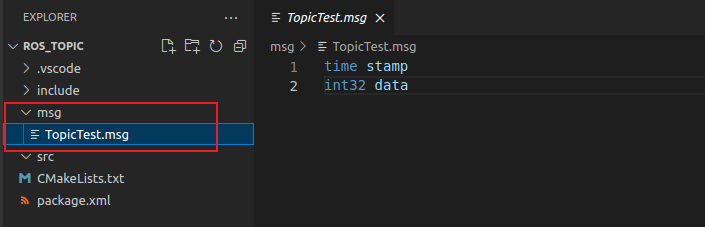 EXPLORER
ROS_TOPIC
.vscode
include
msg
TopicTest.msg
src
CMakeLists.txt
package.xml
TopicTest.msg
msg > TopicTest.msg
1 time stamp
2 int32 data